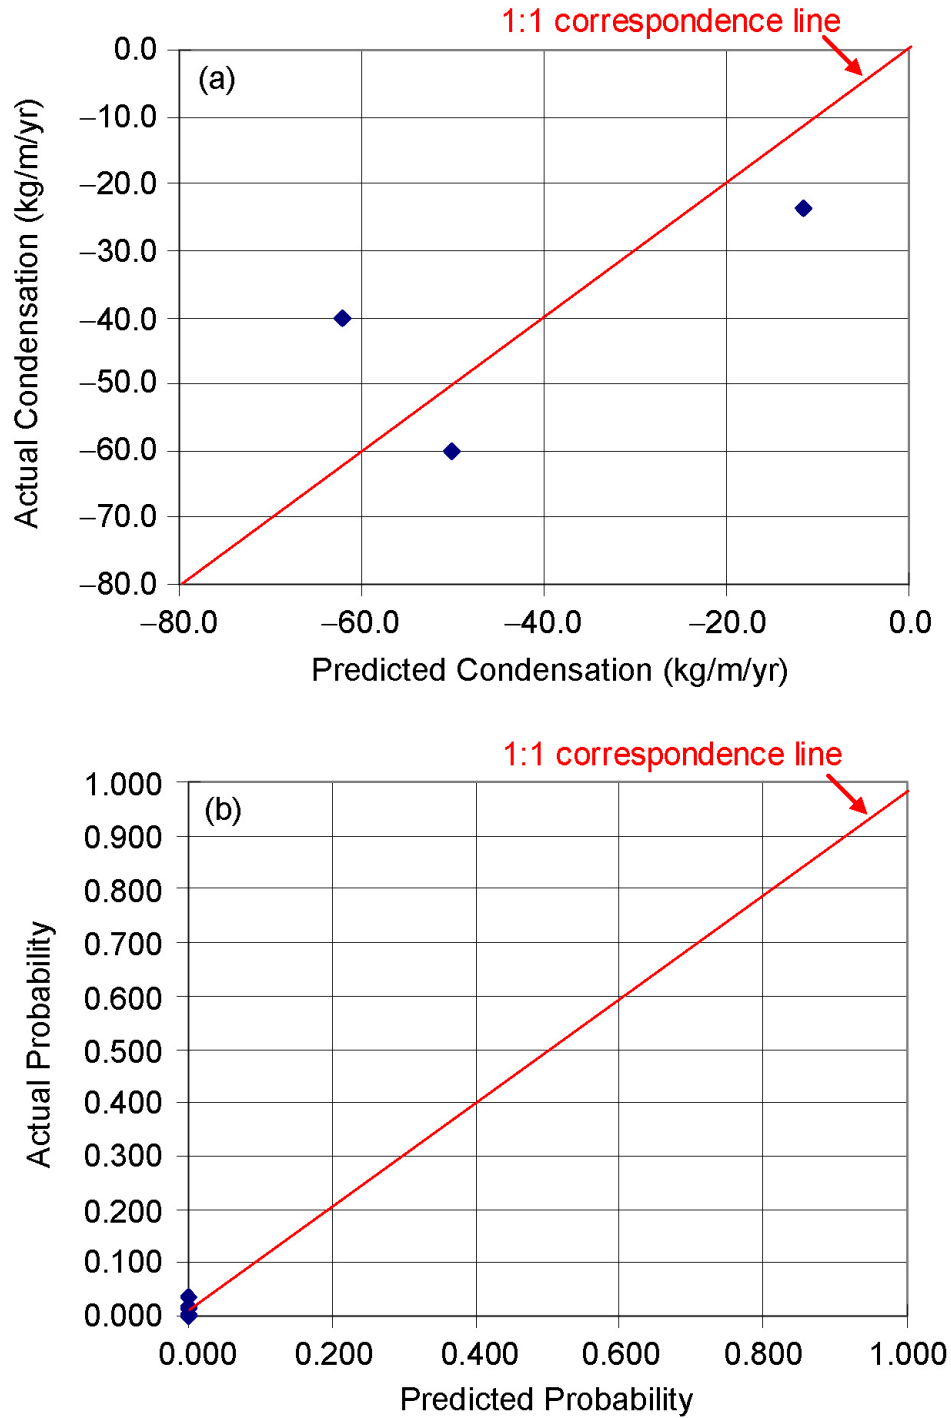 1:1 correspondence line
(a)
Actual Condensation (kg/m/yr)
0.0
−10.0
−20.0
−30.0
−40.0
−50.0
−60.0
−70.0
−80.0
−80.0 −60.0 −40.0 −20.0 0.0
Predicted Condensation (kg/m/yr)
1:1 correspondence line
(b)
Actual Probability
1.000
0.900
0.800
0.700
0.600
0.500
0.400
0.300
0.200
0.100
0.000
0.000 0.200 0.400 0.600 0.800 1.000
Predicted Probability